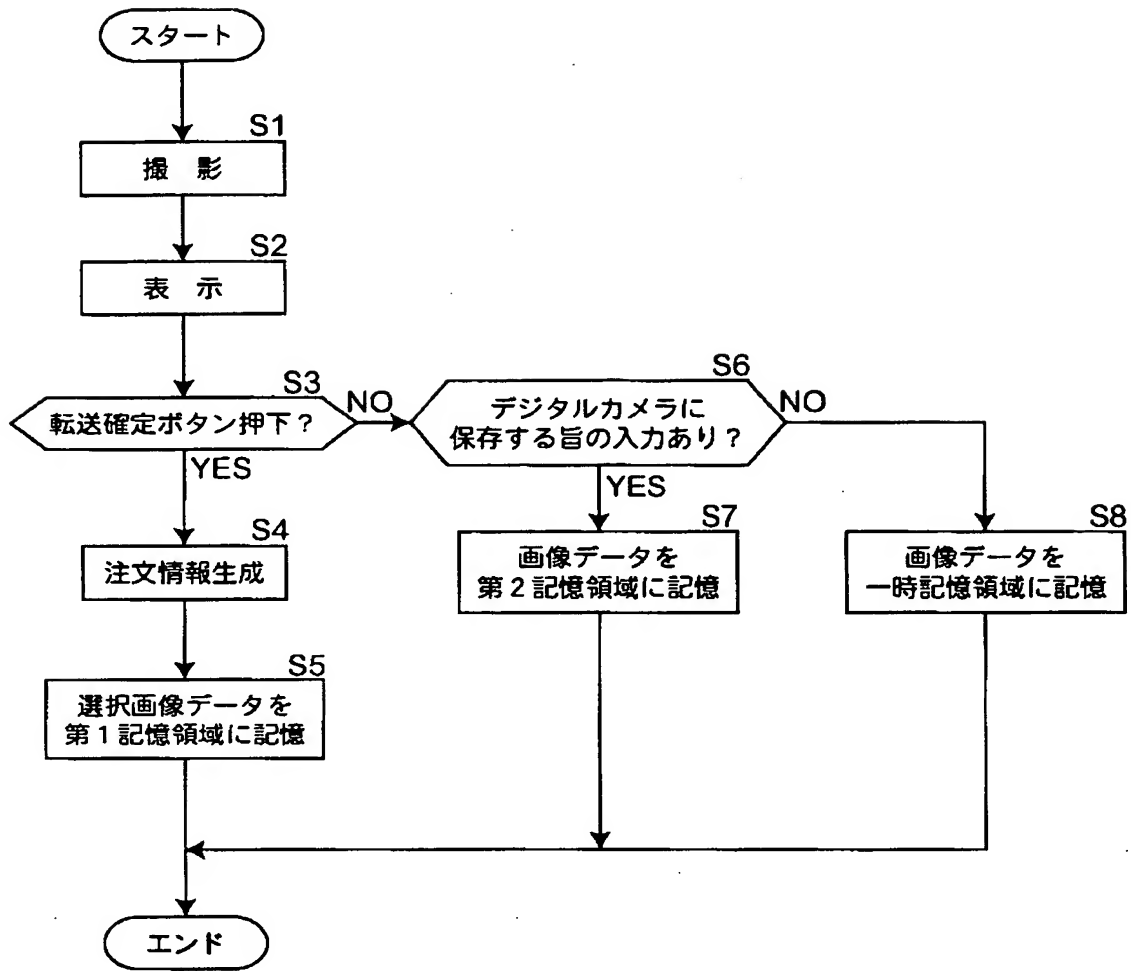 スタート
S1
撮 影
S2
表 示
S3
転送確定ボタン押下？
NO
YES
S6
デジタルカメラに
保存する旨の入力あり？
NO
YES
S4
注文情報生成
S7
画像データを
第2記憶領域に記憶
S8
画像データを
一時記憶領域に記憶
S5
選択画像データを
第1記憶領域に記憶
エンド